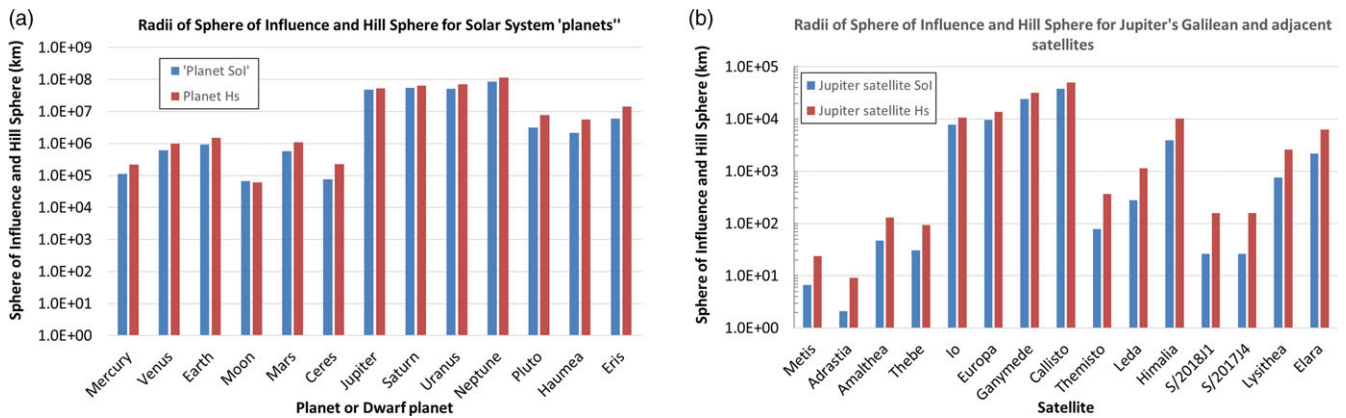 (a)
Radii of Sphere of Influence and Hill Sphere for Solar System 'planets''
Sphere of Influence and Hill Sphere (km)
1.0E+09
1.0E+08
1.0E+07
1.0E+06
1.0E+05
1.0E+04
1.0E+03
1.0E+02
1.0E+01
1.0E+00
'Planet SoI'
Planet Hs
Mercury
Venus
Earth
Moon
Mars
Ceres
Jupiter
Saturn
Uranus
Neptune
Pluto
Haumea
Eris
Planet or Dwarf planet
(b)
Radii of Sphere of Influence and Hill Sphere for Jupiter's Galilean and adjacent
satellites
Sphere of Influence and Hill Sphere (km)
1.0E+05
1.0E+04
1.0E+03
1.0E+02
1.0E+01
1.0E+00
Jupiter satellite SoI
Jupiter satellite Hs
Metis
Adrastia
Amalthea
Thebe
Io
Europa
Ganymede
Callisto
Themisto
Leda
Himalia
S/2018J1
S/2017J4
Lysithea
Elara
Satellite